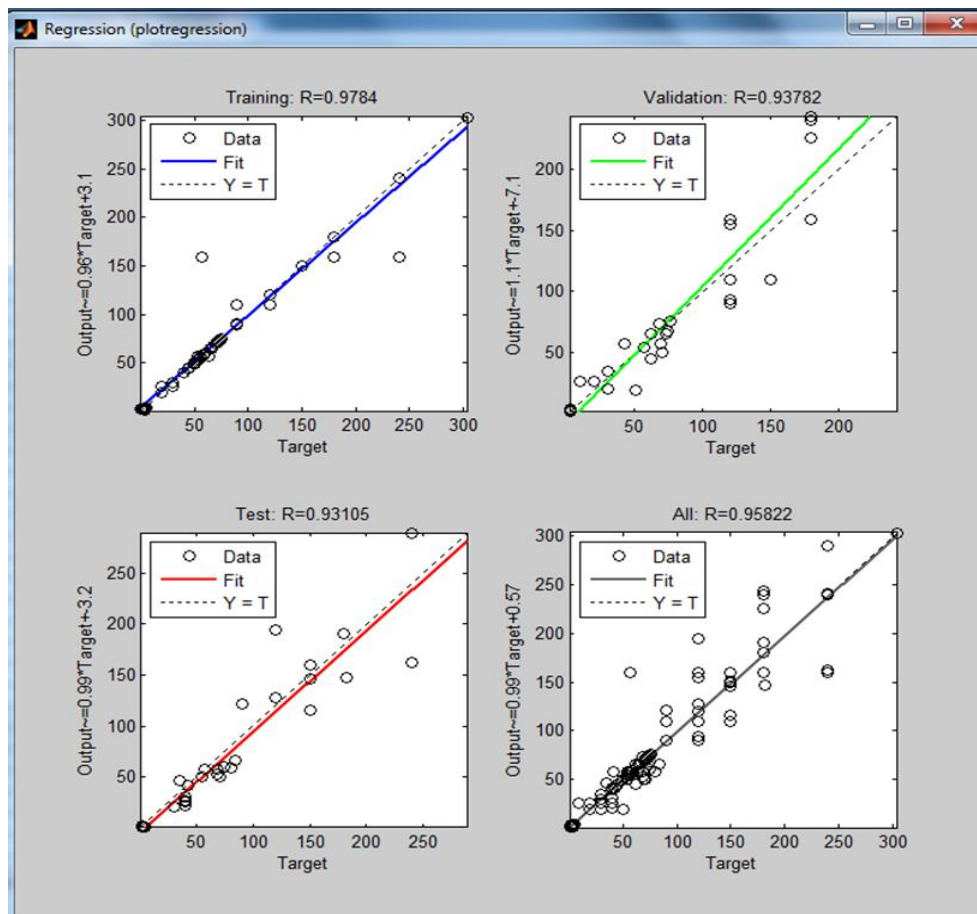 Regression (plotregression)
Training: R=0.9784
Output~=0.96*Target+3.1
300
250
200
150
100
50
Data
Fit
Y = T
50 100 150 200 250 300
Target
Validation: R=0.93782
Output~=1.1*Target+-7.1
200
150
100
50
Data
Fit
Y = T
50 100 150 200
Target
Test: R=0.93105
Output~=0.99*Target+-3.2
250
200
150
100
50
Data
Fit
Y = T
50 100 150 200 250
Target
All: R=0.95822
Output~=0.99*Target+0.57
300
250
200
150
100
50
Data
Fit
Y = T
50 100 150 200 250 300
Target